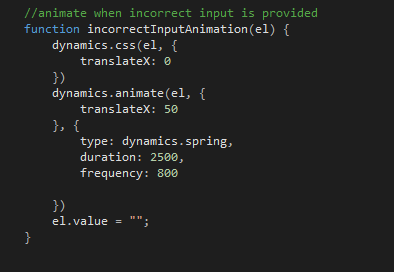 //animate when incorrect input is provided
function incorrectInputAnimation(el) {
    dynamics.css(el, {
        translateX: 0
    })
    dynamics.animate(el, {
        translateX: 50
    }, {
        type: dynamics.spring,
        duration: 2500,
        frequency: 800

    })
    el.value = "";
}